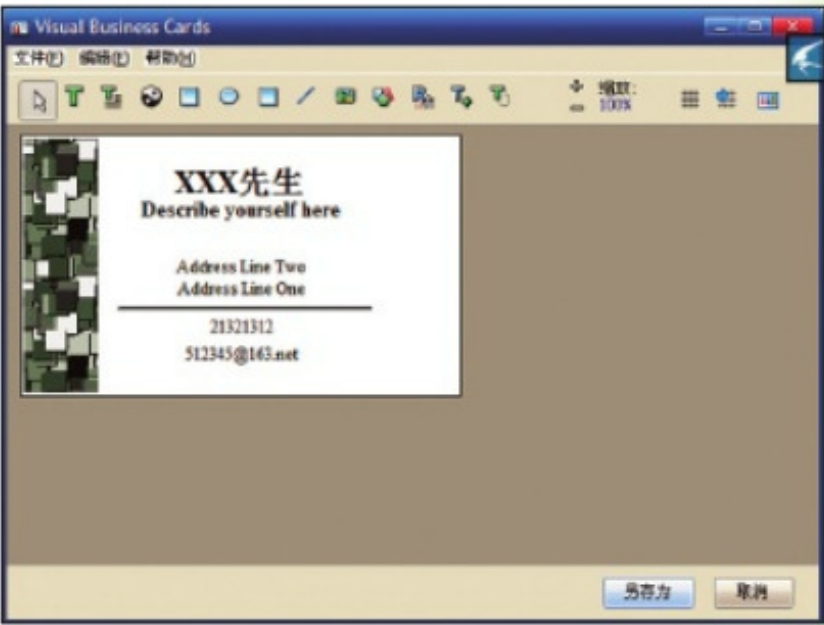 Visual Business Cards
文件(F) 编辑(E) 帮助(H)
缩放:
100%
XXX先生
Describe yourself here
Address Line Two
Address Line One
21321312
512345@163.net
另存为 取消